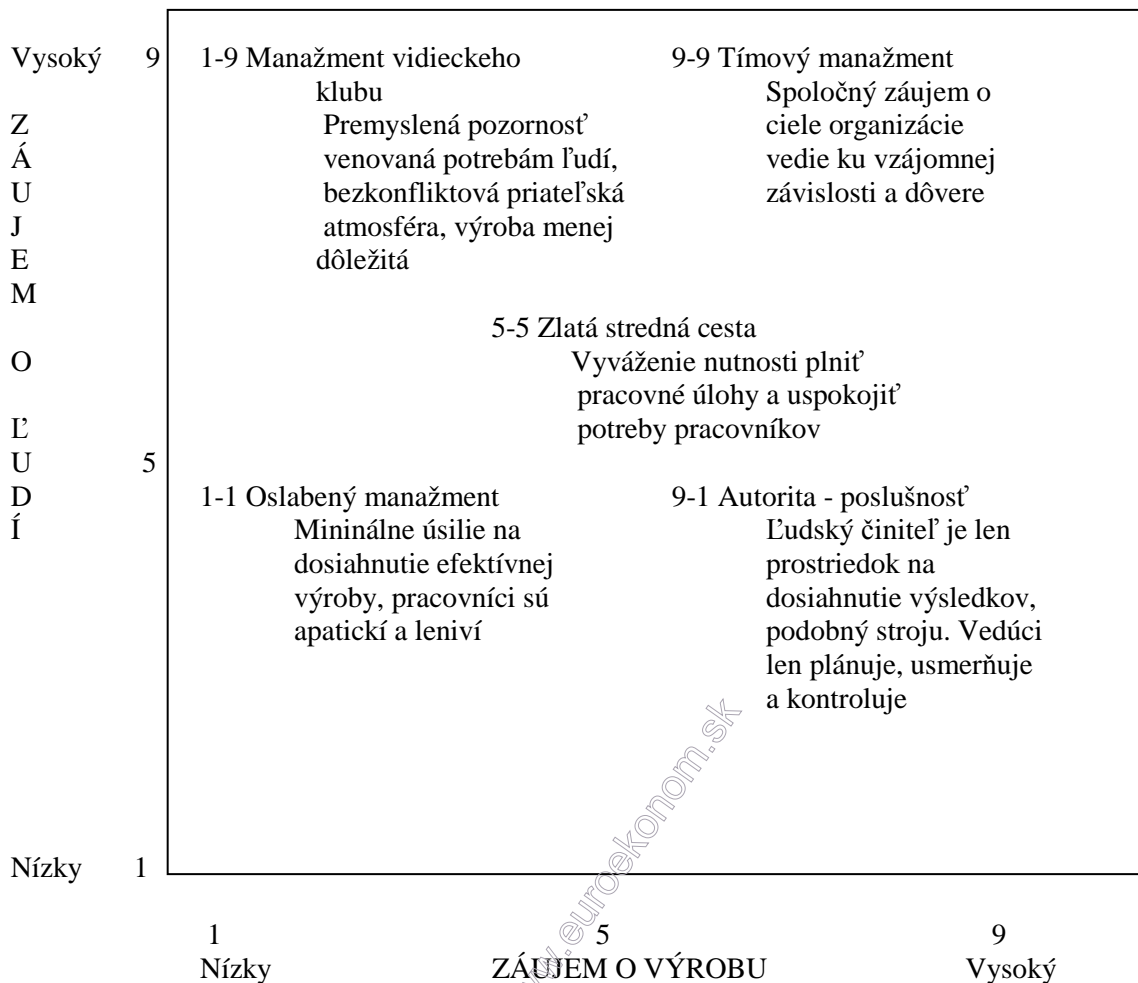 Vysoký 9 1-9 Manažment vidieckeho 9-9 Tímový manažment
klubu Spoločný záujem o
Z Premyslená pozornosť ciele organizácie
Á venovaná potrebám ľudí, vedie ku vzájomnej
U bezkonfliktová priateľská závislosti a dôvere
J atmosféra, výroba menej
E dôležitá
M
5-5 Zlatá stredná cesta
O Vyváženie nutnosti plniť
pracovné úlohy a uspokojiť
Ľ potreby pracovníkov
U 5
D 1-1 Oslabený manažment 9-1 Autorita - poslušnosť
Í Mininálne úsilie na Ľudský činiteľ je len
dosiahnutie efektívnej prostriedok na
výroby, pracovníci sú dosiahnutie výsledkov,
apatickí a leniví podobný stroju. Vedúci
len plánuje, usmerňuje
a kontroluje
www.euroekonom.sk
Nízky 1
1 5 9
Nízky ZÁUJEM O VÝROBU Vysoký